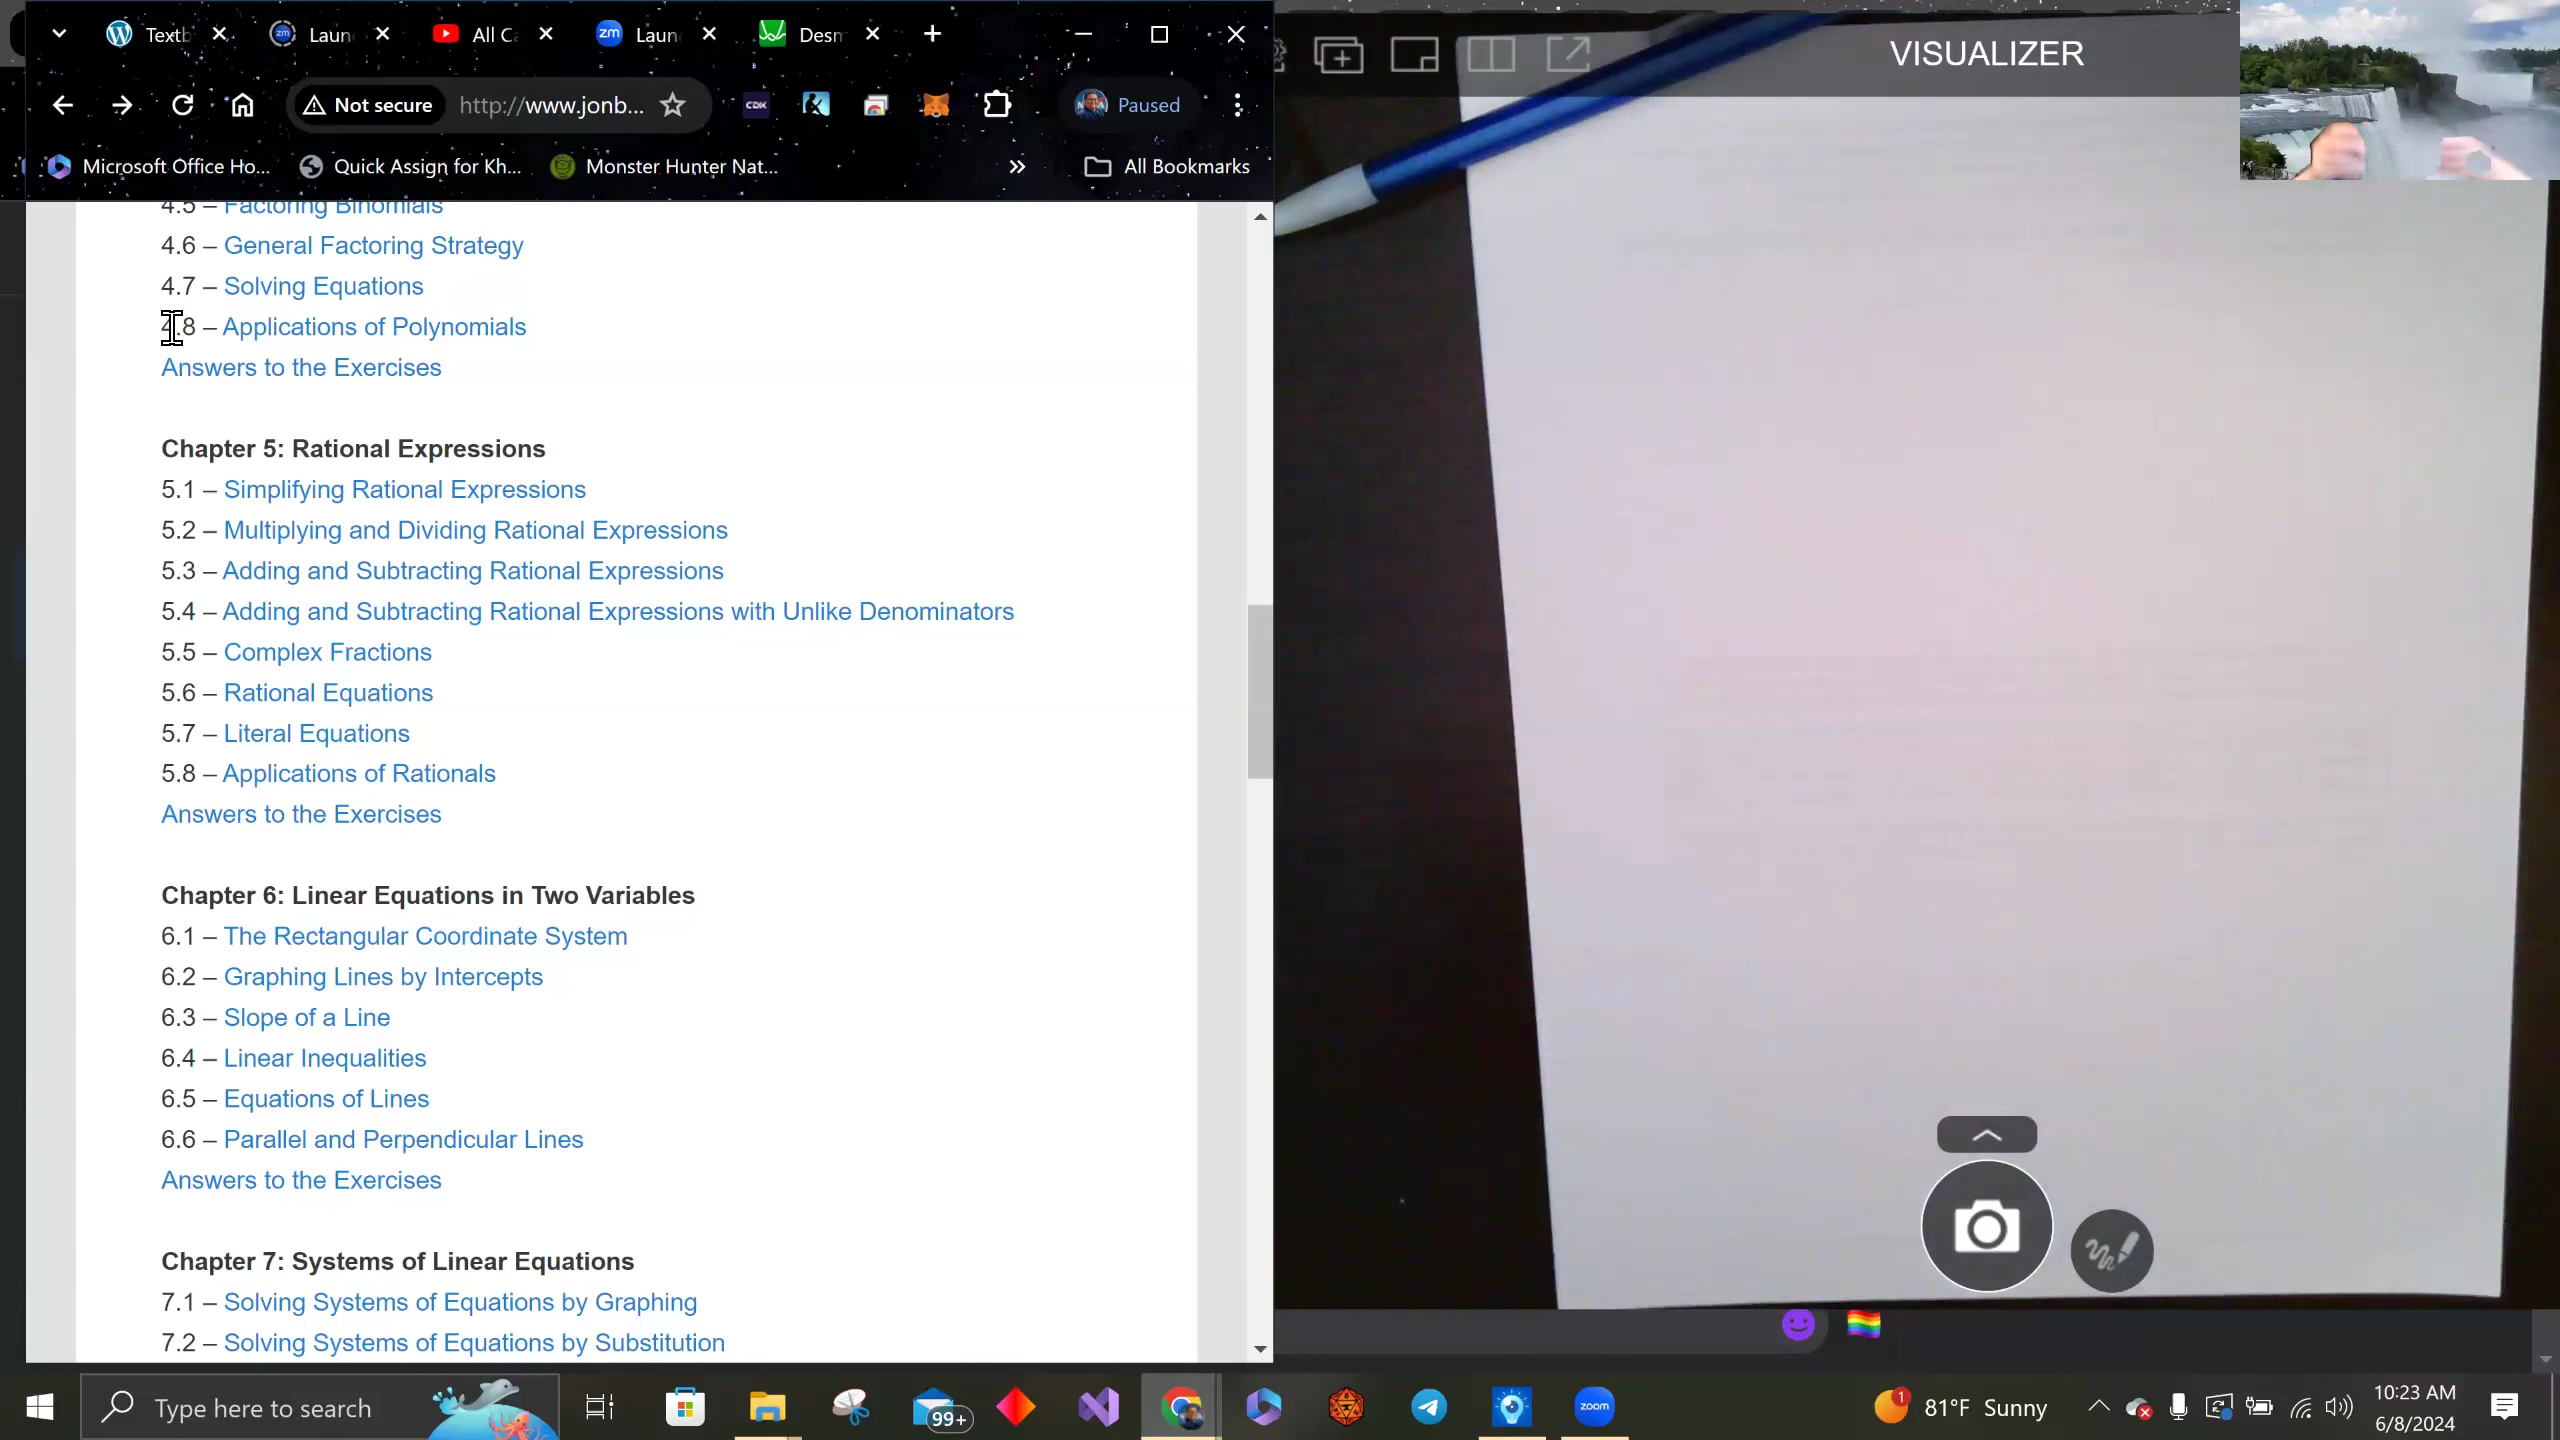 Textb
Laun
All Ca
Laun
Desm
VISUALIZER
Not secure
http://www.jonb...
CDK
Paused
Microsoft Office Ho...
Quick Assign for Kh...
Monster Hunter Nat...
»
All Bookmarks
4.5 – Factoring Binomials
4.6 – General Factoring Strategy
4.7 – Solving Equations
4.8 – Applications of Polynomials
Answers to the Exercises
Chapter 5: Rational Expressions
5.1 – Simplifying Rational Expressions
5.2 – Multiplying and Dividing Rational Expressions
5.3 – Adding and Subtracting Rational Expressions
5.4 – Adding and Subtracting Rational Expressions with Unlike Denominators
5.5 – Complex Fractions
5.6 – Rational Equations
5.7 – Literal Equations
5.8 – Applications of Rationals
Answers to the Exercises
Chapter 6: Linear Equations in Two Variables
6.1 – The Rectangular Coordinate System
6.2 – Graphing Lines by Intercepts
6.3 – Slope of a Line
6.4 – Linear Inequalities
6.5 – Equations of Lines
6.6 – Parallel and Perpendicular Lines
Answers to the Exercises
Chapter 7: Systems of Linear Equations
7.1 – Solving Systems of Equations by Graphing
7.2 – Solving Systems of Equations by Substitution
Type here to search
99+
zoom
1
81°F Sunny
10:23 AM
6/8/2024